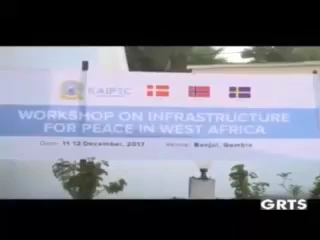 KAIPTC
WORKSHOP ON INFRASTRUCTURE
FOR PEACE IN WEST AFRICA
Date: 11 12 December, 2017 Venue: Banjul, Gambia
GRTS